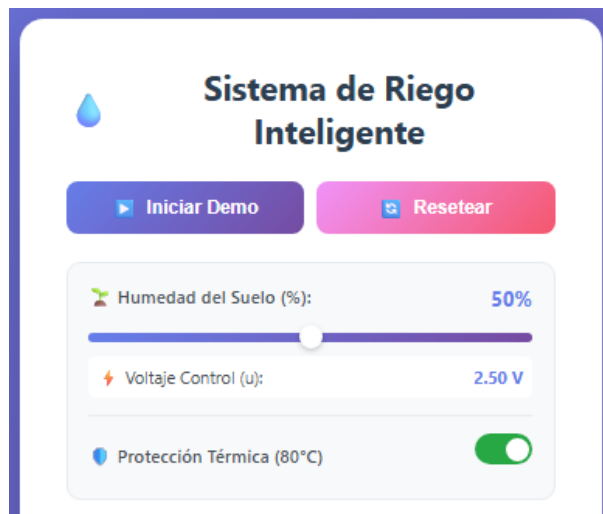 Sistema de Riego
Inteligente
Iniciar Demo
Resetear
Humedad del Suelo (%):
50%
Voltaje Control (u):
2.50 V
Protección Térmica (80°C)